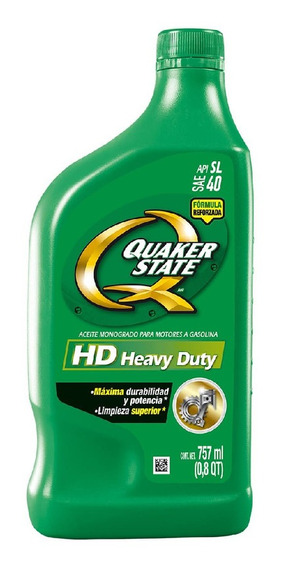 API SL
SAE 40
FÓRMULA
REFORZADA
QUAKER
STATE
ACEITE MONOGRADO PARA MOTORES A GASOLINA
HD Heavy Duty
•Máxima durabilidad
y potencia*
•Limpieza superior*
CONT. NET. 757 ml
(0,8 QT)